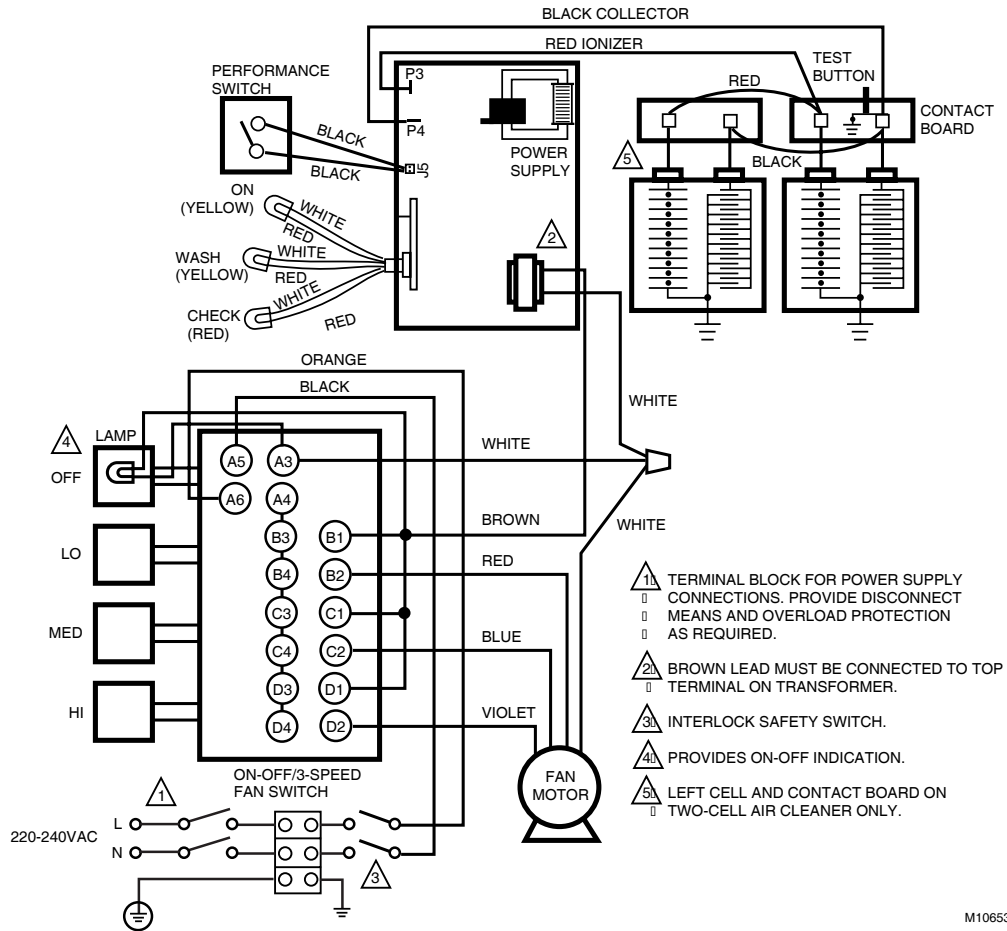 BLACK COLLECTOR
RED IONIZER
TEST
BUTTON
PERFORMANCE
SWITCH
P3
RED
CONTACT
BOARD
P4
BLACK
J5
BLACK
POWER
SUPPLY
5
BLACK
ON
(YELLOW)
WHITE
RED
WASH
(YELLOW)
WHITE
RED
2
CHECK
(RED)
WHITE
RED
ORANGE
BLACK
WHITE
4
LAMP
OFF
A5
A3
WHITE
A6
A4
LO
B3
B1
BROWN
WHITE
B4
B2
RED
MED
C3
C1
C4
C2
BLUE
HI
D3
D1
D4
D2
VIOLET
ON-OFF/3-SPEED
FAN SWITCH
FAN
MOTOR
1
220-240VAC
L
N
3
1 TERMINAL BLOCK FOR POWER SUPPLY
CONNECTIONS. PROVIDE DISCONNECT
MEANS AND OVERLOAD PROTECTION
AS REQUIRED.
2 BROWN LEAD MUST BE CONNECTED TO TOP
TERMINAL ON TRANSFORMER.
3 INTERLOCK SAFETY SWITCH.
4 PROVIDES ON-OFF INDICATION.
5 LEFT CELL AND CONTACT BOARD ON
TWO-CELL AIR CLEANER ONLY.
M10653